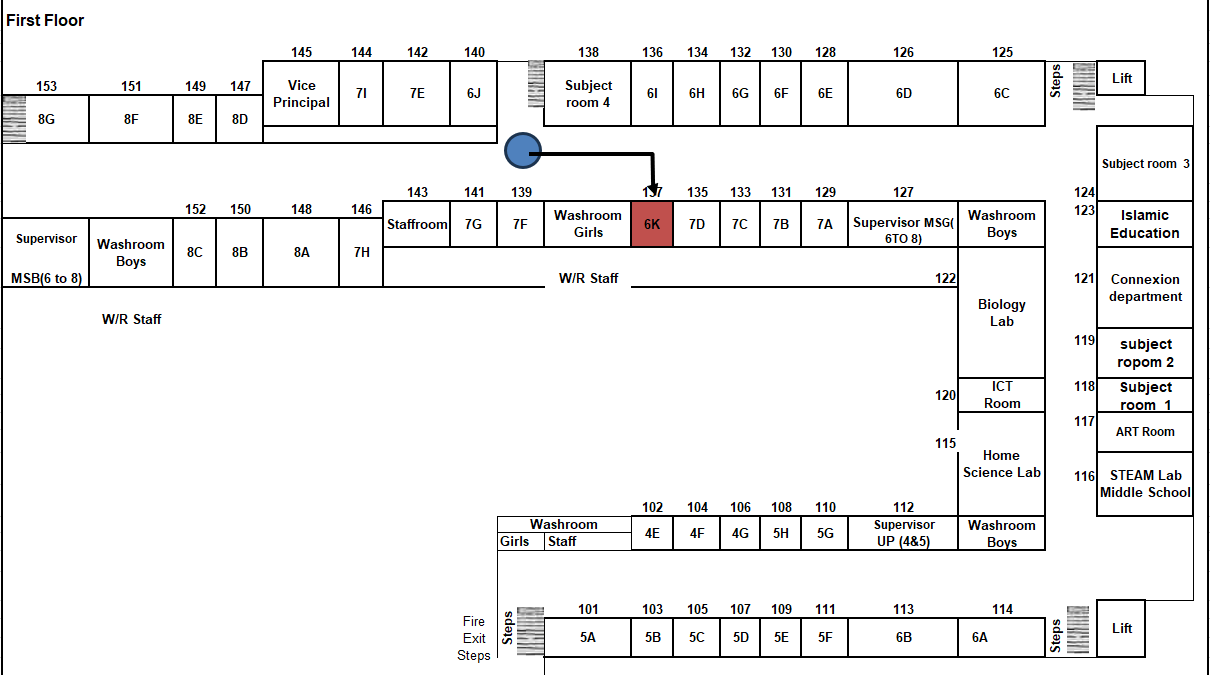 First Floor
145 144 142 140 138 136 134 132 130 128 126 125
Vice
Principal
7I 7E 6J
Subject
room 4
6I 6H 6G 6F 6E 6D 6C
Steps
Lift
153 151 149 147
8G 8F 8E 8D
Subject room 3
124
143 141 139 137 135 133 131 129 127
Staffroom 7G 7F
Washroom
Girls
6K 7D 7C 7B 7A
Supervisor MSG(
6TO 8)
Washroom
Boys
123
Islamic
Education
152 150 148 146
Supervisor
MSB(6 to 8)
Washroom
Boys
8C 8B 8A 7H
W/R Staff
W/R Staff
122
Biology
Lab
121
Connexion
department
119
subject
ropom 2
120
ICT
Room
118
Subject
room 1
117
ART Room
115
Home
Science Lab
116
STEAM Lab
Middle School
102 104 106 108 110 112
Washroom
Girls Staff
4E 4F 4G 5H 5G
Supervisor
UP (4&5)
Washroom
Boys
101 103 105 107 109 111 113 114
Fire
Exit
Steps
Steps
5A 5B 5C 5D 5E 5F 6B 6A
Steps
Lift